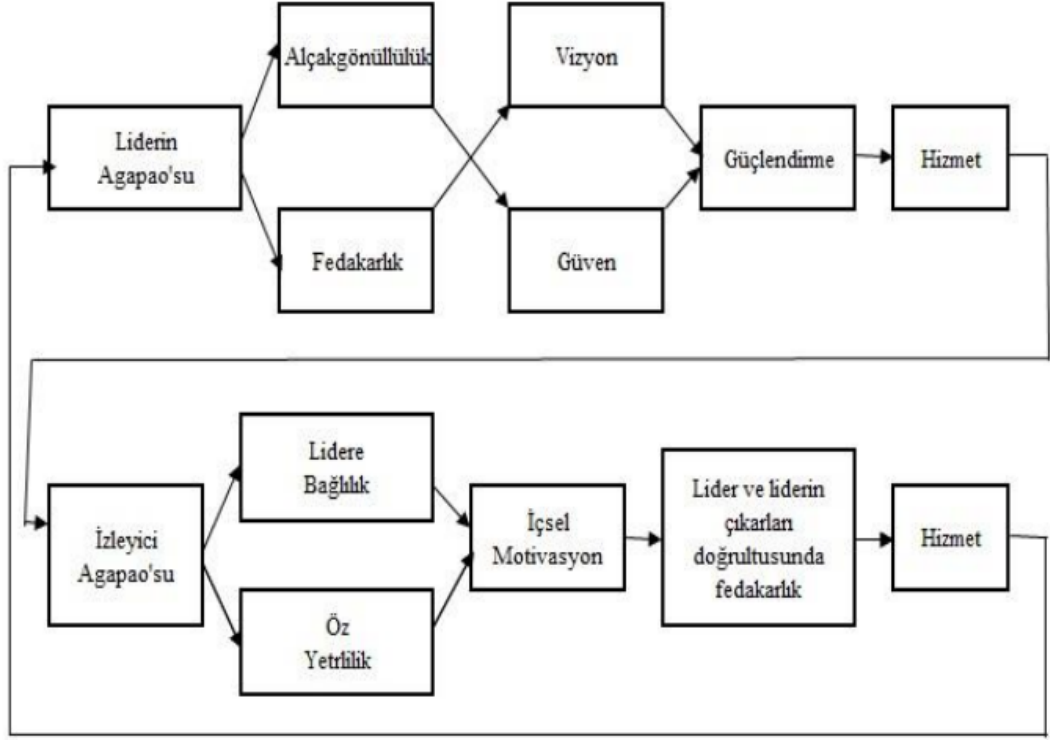 Alçakgönüllülük
Vizyon
Liderin
Agapao'su
Güçlendirme
Hizmet
Fedakarlık
Güven
Lidere
Bağlılık
İzleyici
Agapao'su
İçsel
Motivasyon
Lider ve liderin
çıkarları
doğrultusunda
fedakarlık
Hizmet
Öz
Yetrlilik